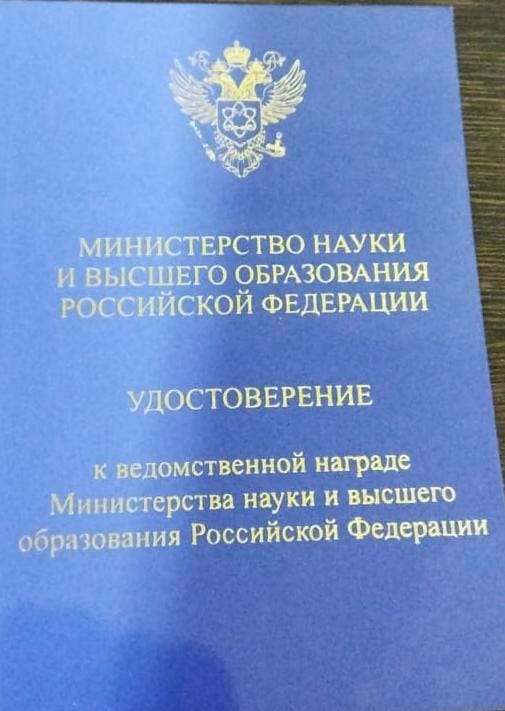 МИНИСТЕРСТВО НАУКИ
И ВЫСШЕГО ОБРАЗОВАНИЯ
РОССИЙСКОЙ ФЕДЕРАЦИИ
УДОСТОВЕРЕНИЕ
к ведомственной награде
Министерства науки и высшего
образования Российской Федерации